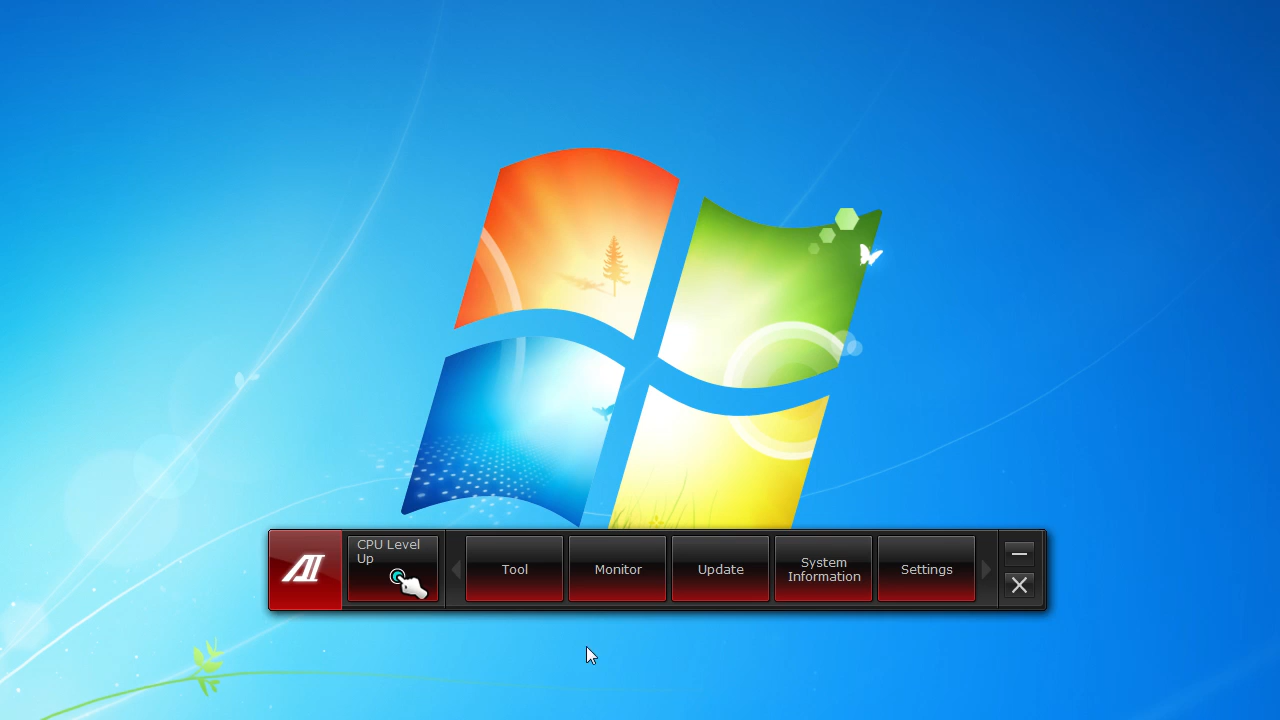 AI
CPU Level
Up
Tool
Monitor
Update
System
Information
Settings